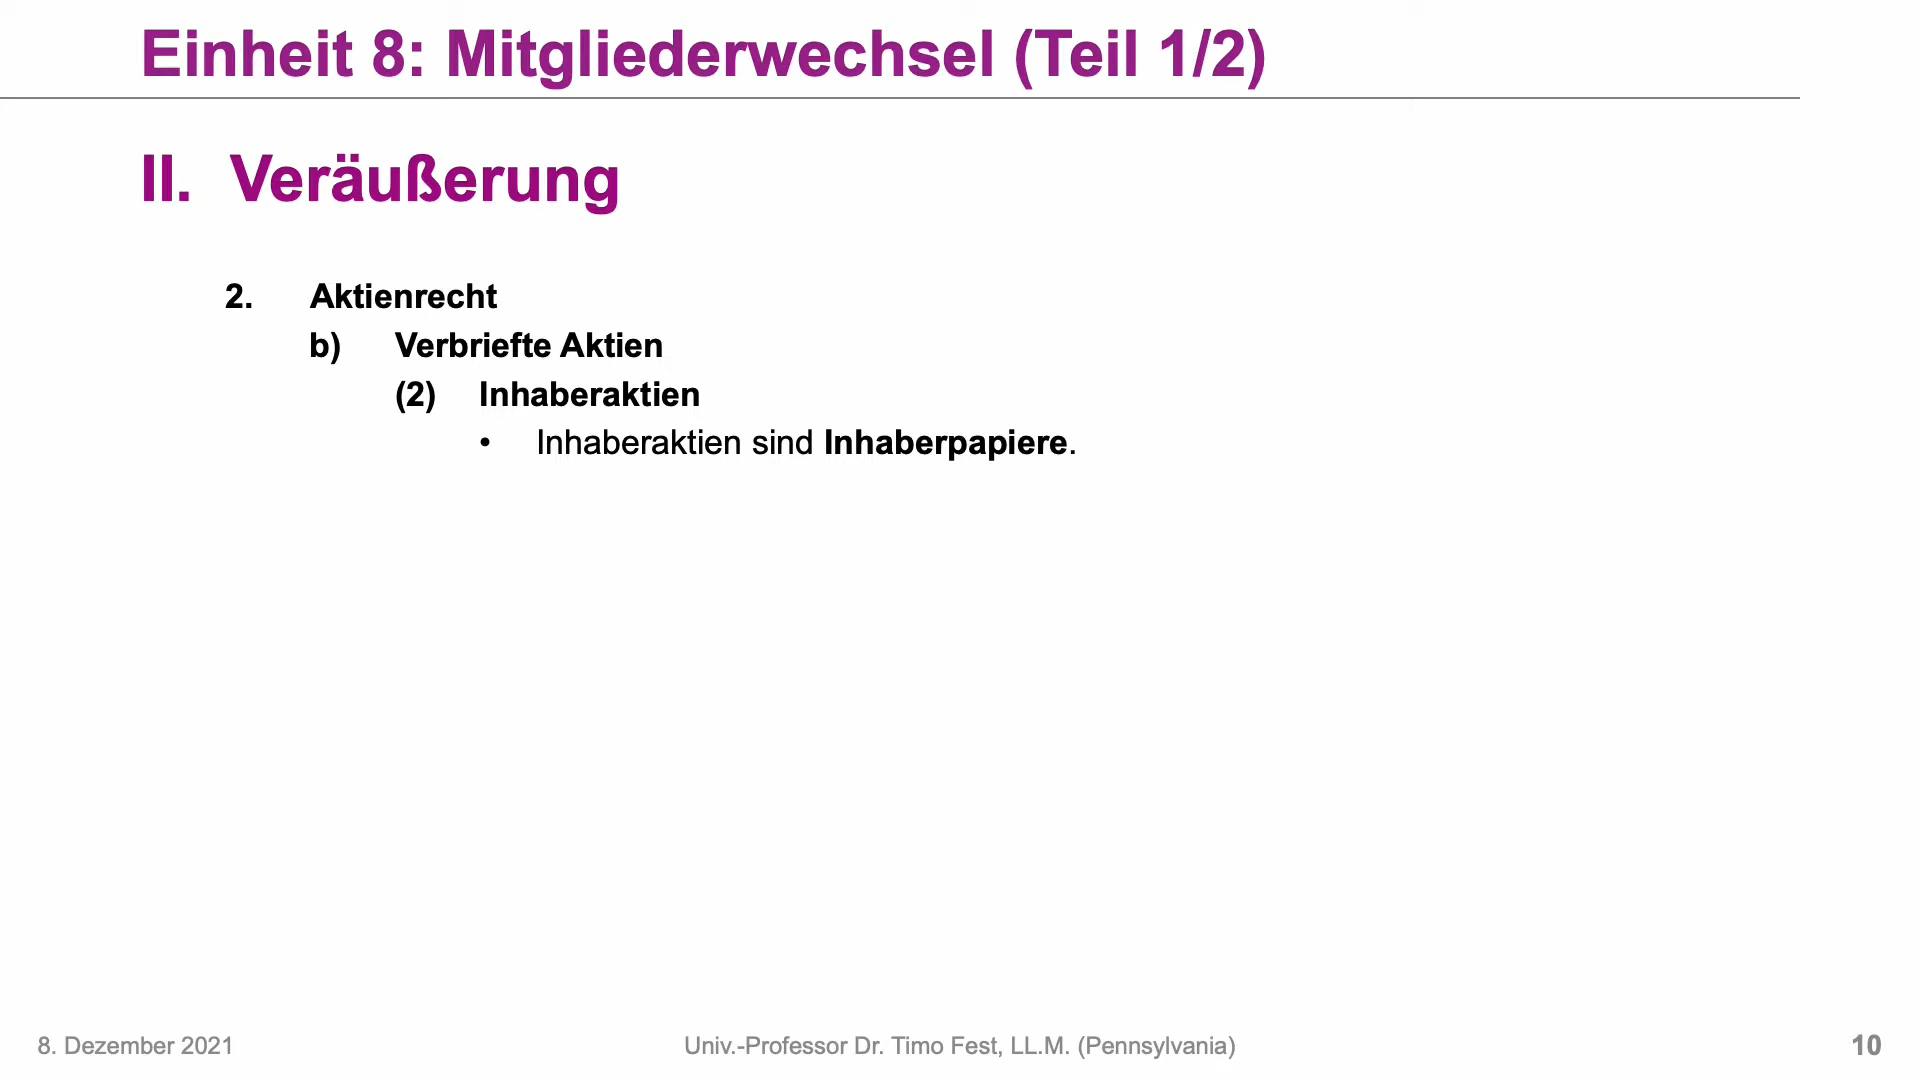 Einheit 8: Mitgliederwechsel (Teil 1/2)
II. Veräußerung
2. Aktienrecht
b) Verbriefte Aktien
(2) Inhaberaktien
• Inhaberaktien sind Inhaberpapiere.
8. Dezember 2021
Univ.-Professor Dr. Timo Fest, LL.M. (Pennsylvania)
10